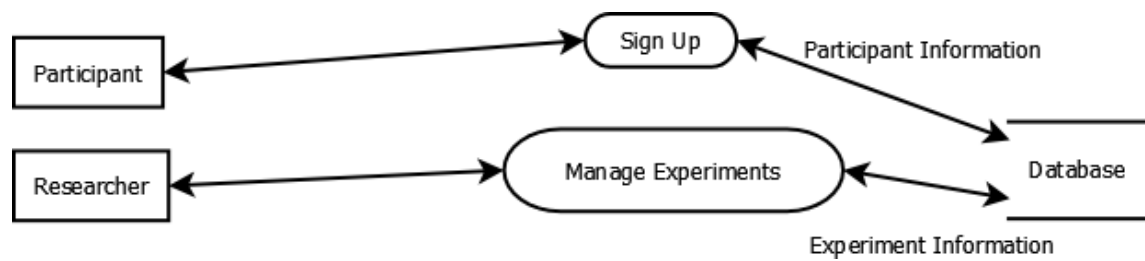 Sign Up
Participant Information
Participant
Researcher
Manage Experiments
Database
Experiment Information